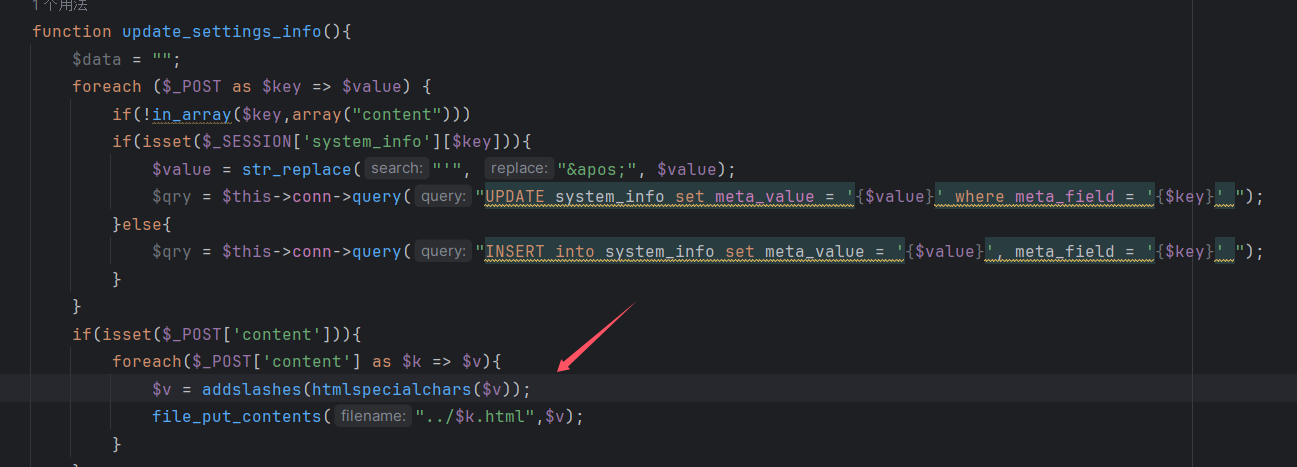 1 个用法
function update_settings_info(){
$data = "";
foreach ($_POST as $key => $value) {
if(!in_array($key,array("content")))
if(isset($_SESSION['system_info'][$key])){
$value = str_replace( search: "'", replace: "&apos;", $value);
$qry = $this->conn->query( query: "UPDATE system_info set meta_value = '{$value}' where meta_field = '{$key}' ");
}else{
$qry = $this->conn->query( query: "INSERT into system_info set meta_value = '{$value}', meta_field = '{$key}' ");
}
}
if(isset($_POST['content'])){
foreach($_POST['content'] as $k => $v){
$v = addslashes(htmlspecialchars($v));
file_put_contents( filename: "../$k.html",$v);
}